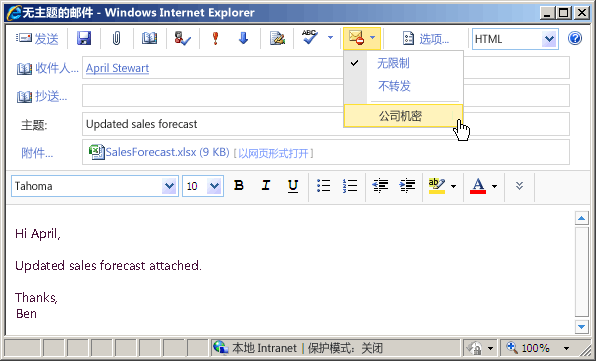 无主题的邮件 - Windows Internet Explorer
发送 ABC 选项... HTML
无限制
不转发
公司机密
收件人... April Stewart
抄送...
主题: Updated sales forecast
附件... SalesForecast.xlsx (9 KB) [以网页形式打开]
Tahoma 10 B I U ab A
Hi April,
Updated sales forecast attached.
Thanks,
Ben
本地 Intranet | 保护模式: 关闭 100%